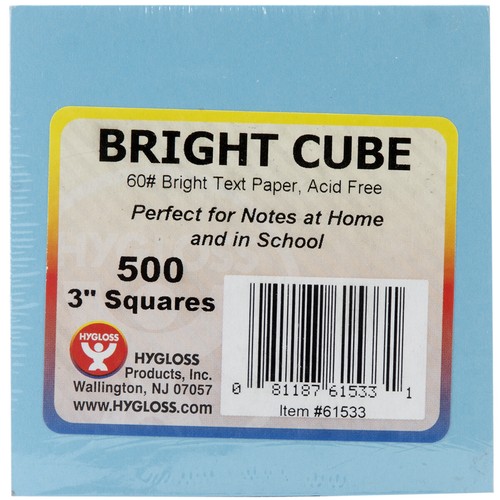 BRIGHT CUBE
60# Bright Text Paper, Acid Free
Perfect for Notes at Home
and in School
500
3" Squares
HYGLOSS
HYGLOSS
Products, Inc.
Wallington, NJ 07057
www.HYGLOSS.com
0 81187 61533 1
Item #61533
HYGLOSS